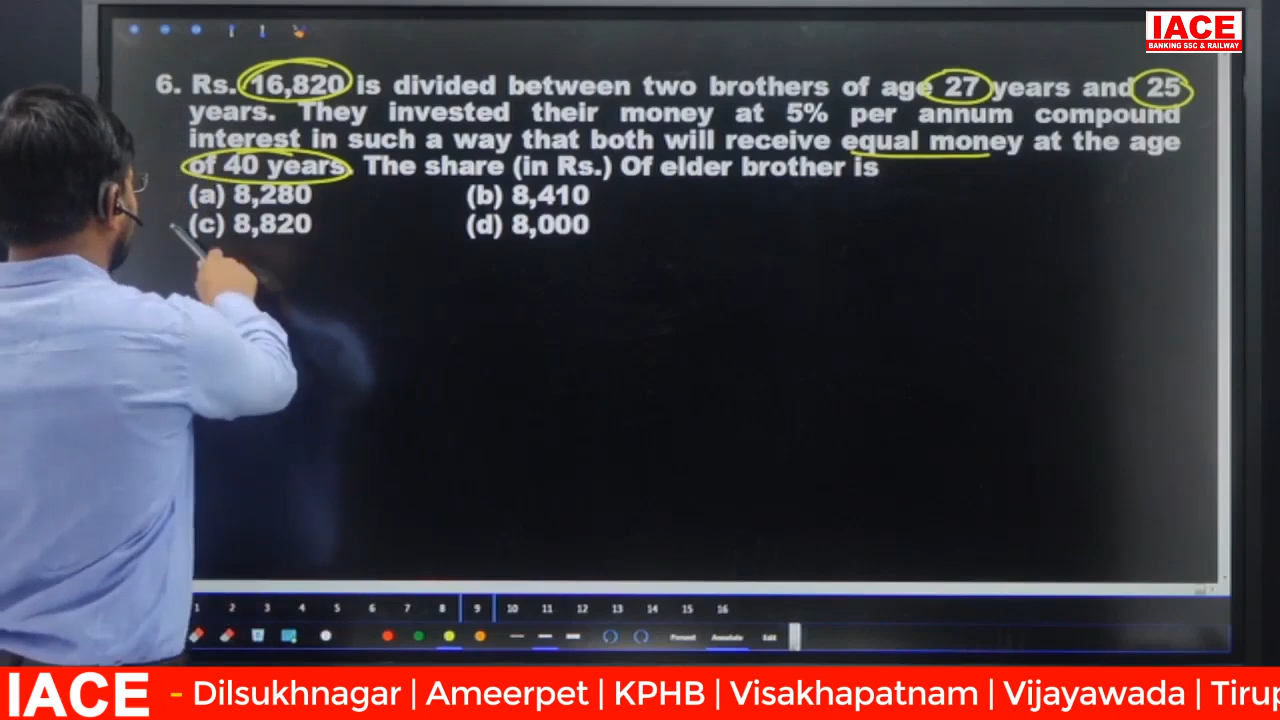 IACE
BANKING SSC & RAILWAY
6. Rs. 16,820 is divided between two brothers of age 27 years and 25
years. They invested their money at 5% per annum compound
interest in such a way that both will receive equal money at the age
of 40 years. The share (in Rs.) Of elder brother is
(a) 8,280 (b) 8,410
(c) 8,820 (d) 8,000
1 2 3 4 5 6 7 8 9 10 11 12 13 14 15 16
Present Annotate Edit
IACE - Dilsukhnagar | Ameerpet | KPHB | Visakhapatnam | Vijayawada | Tirup